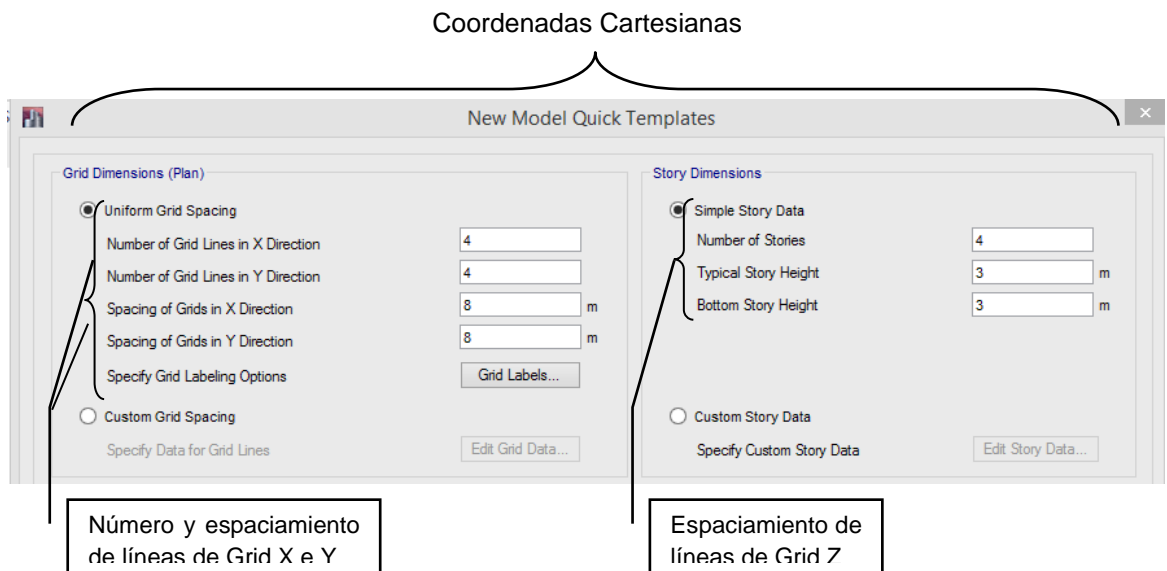 Coordenadas Cartesianas
New Model Quick Templates
Grid Dimensions (Plan)
Uniform Grid Spacing
Number of Grid Lines in X Direction 4
Number of Grid Lines in Y Direction 4
Spacing of Grids in X Direction 8 m
Spacing of Grids in Y Direction 8 m
Specify Grid Labeling Options Grid Labels...
Custom Grid Spacing
Specify Data for Grid Lines Edit Grid Data...
Story Dimensions
Simple Story Data
Number of Stories 4
Typical Story Height 3 m
Bottom Story Height 3 m
Custom Story Data
Specify Custom Story Data Edit Story Data...
Número y espaciamiento
de líneas de Grid X e Y
Espaciamiento de
líneas de Grid Z